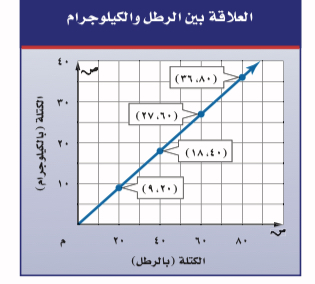 العلاقة بين الرطل والكيلوجرام
ص
٤٠
(٣٦،٨٠)
٣٠
(٢٧،٦٠)
الكتلة (بالكيلوجرام)
٢٠
(١٨،٤٠)
١٠
(٩،٢٠)
س
م ٢٠ ٤٠ ٦٠ ٨٠
الكتلة (بالرطل)